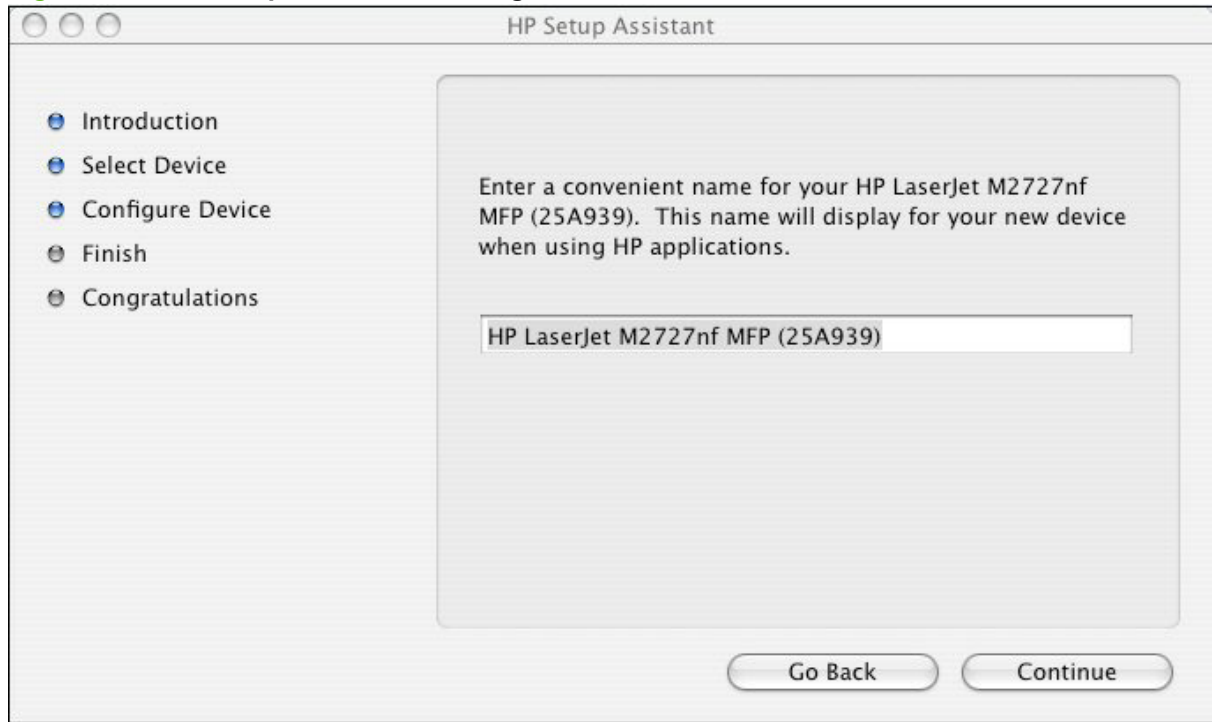 HP Setup Assistant
Introduction
Select Device
Configure Device
Finish
Congratulations
Enter a convenient name for your HP LaserJet M2727nf
MFP (25A939).  This name will display for your new device
when using HP applications.
HP LaserJet M2727nf MFP (25A939)
Go Back
Continue